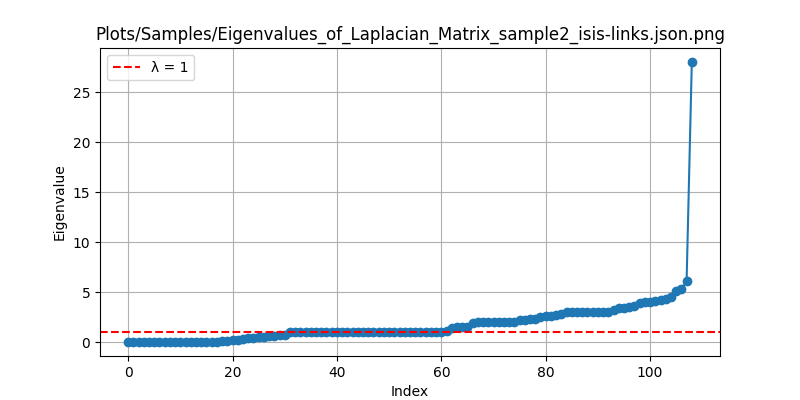 Plots/Samples/Eigenvalues_of_Laplacian_Matrix_sample2_isis-links.json.png
λ = 1
25
20
15
10
5
0
Eigenvalue
0 20 40 60 80 100
Index